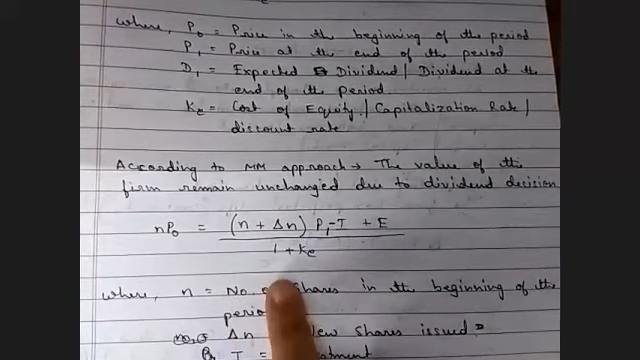 where, P₀ = Price in the beginning of the period
P₁ = Price at the end of the period
D₁ = Expected Dividend / Dividend at the
end of the period
Ke = Cost of Equity / Capitalization Rate /
discount rate
According to MM approach → The value of the
firm remain unchanged due to dividend decision
nP₀ = (n + Δn) P₁ - I + E
1 + Ke
where, n = No. Shares in the beginning of the
Δn New Shares issued